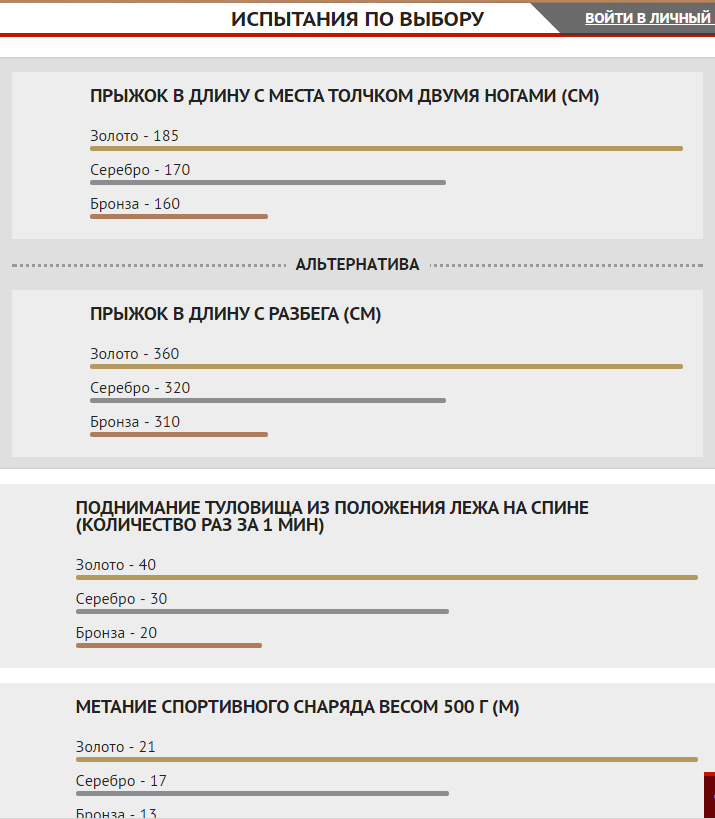 ИСПЫТАНИЯ ПО ВЫБОРУ
ВОЙТИ В ЛИЧНЫЙ
ПРЫЖОК В ДЛИНУ С МЕСТА ТОЛЧКОМ ДВУМЯ НОГАМИ (СМ)
Золото - 185
Серебро - 170
Бронза - 160
АЛЬТЕРНАТИВА
ПРЫЖОК В ДЛИНУ С РАЗБЕГА (СМ)
Золото - 360
Серебро - 320
Бронза - 310
ПОДНИМАНИЕ ТУЛОВИЩА ИЗ ПОЛОЖЕНИЯ ЛЕЖА НА СПИНЕ
(КОЛИЧЕСТВО РАЗ ЗА 1 МИН)
Золото - 40
Серебро - 30
Бронза - 20
МЕТАНИЕ СПОРТИВНОГО СНАРЯДА ВЕСОМ 500 Г (М)
Золото - 21
Серебро - 17
Бронза - 13